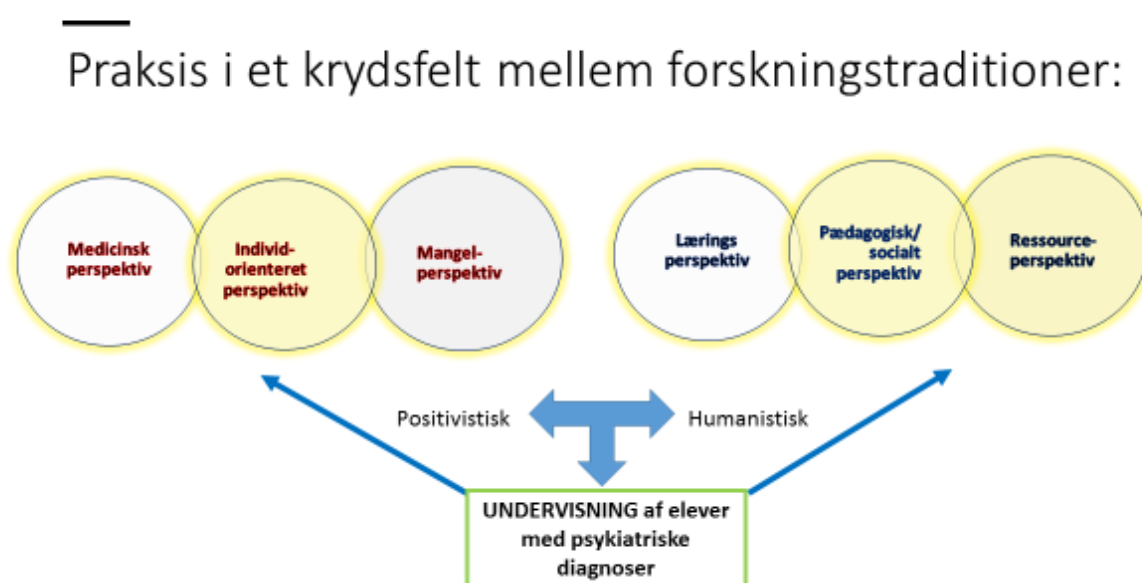 Praksis i et krydsfelt mellem forskningstraditioner:
Medicinsk
perspektiv
Individ-
orienteret
perspektiv
Mangel-
perspektiv
Lærings
perspektiv
Pædagogisk/
socialt
perspektiv
Ressource-
perspektiv
Positivistisk
Humanistisk
UNDERVISNING af elever
med psykiatriske
diagnoser